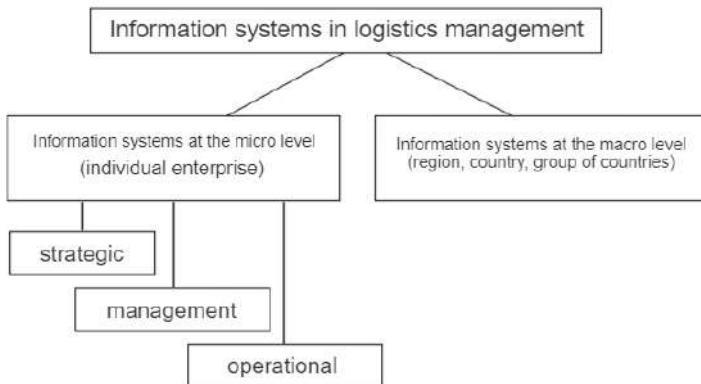 Information systems in logistics management
Information systems at the micro level
(individual enterprise)
Information systems at the macro level
(region, country, group of countries)
strategic
management
operational